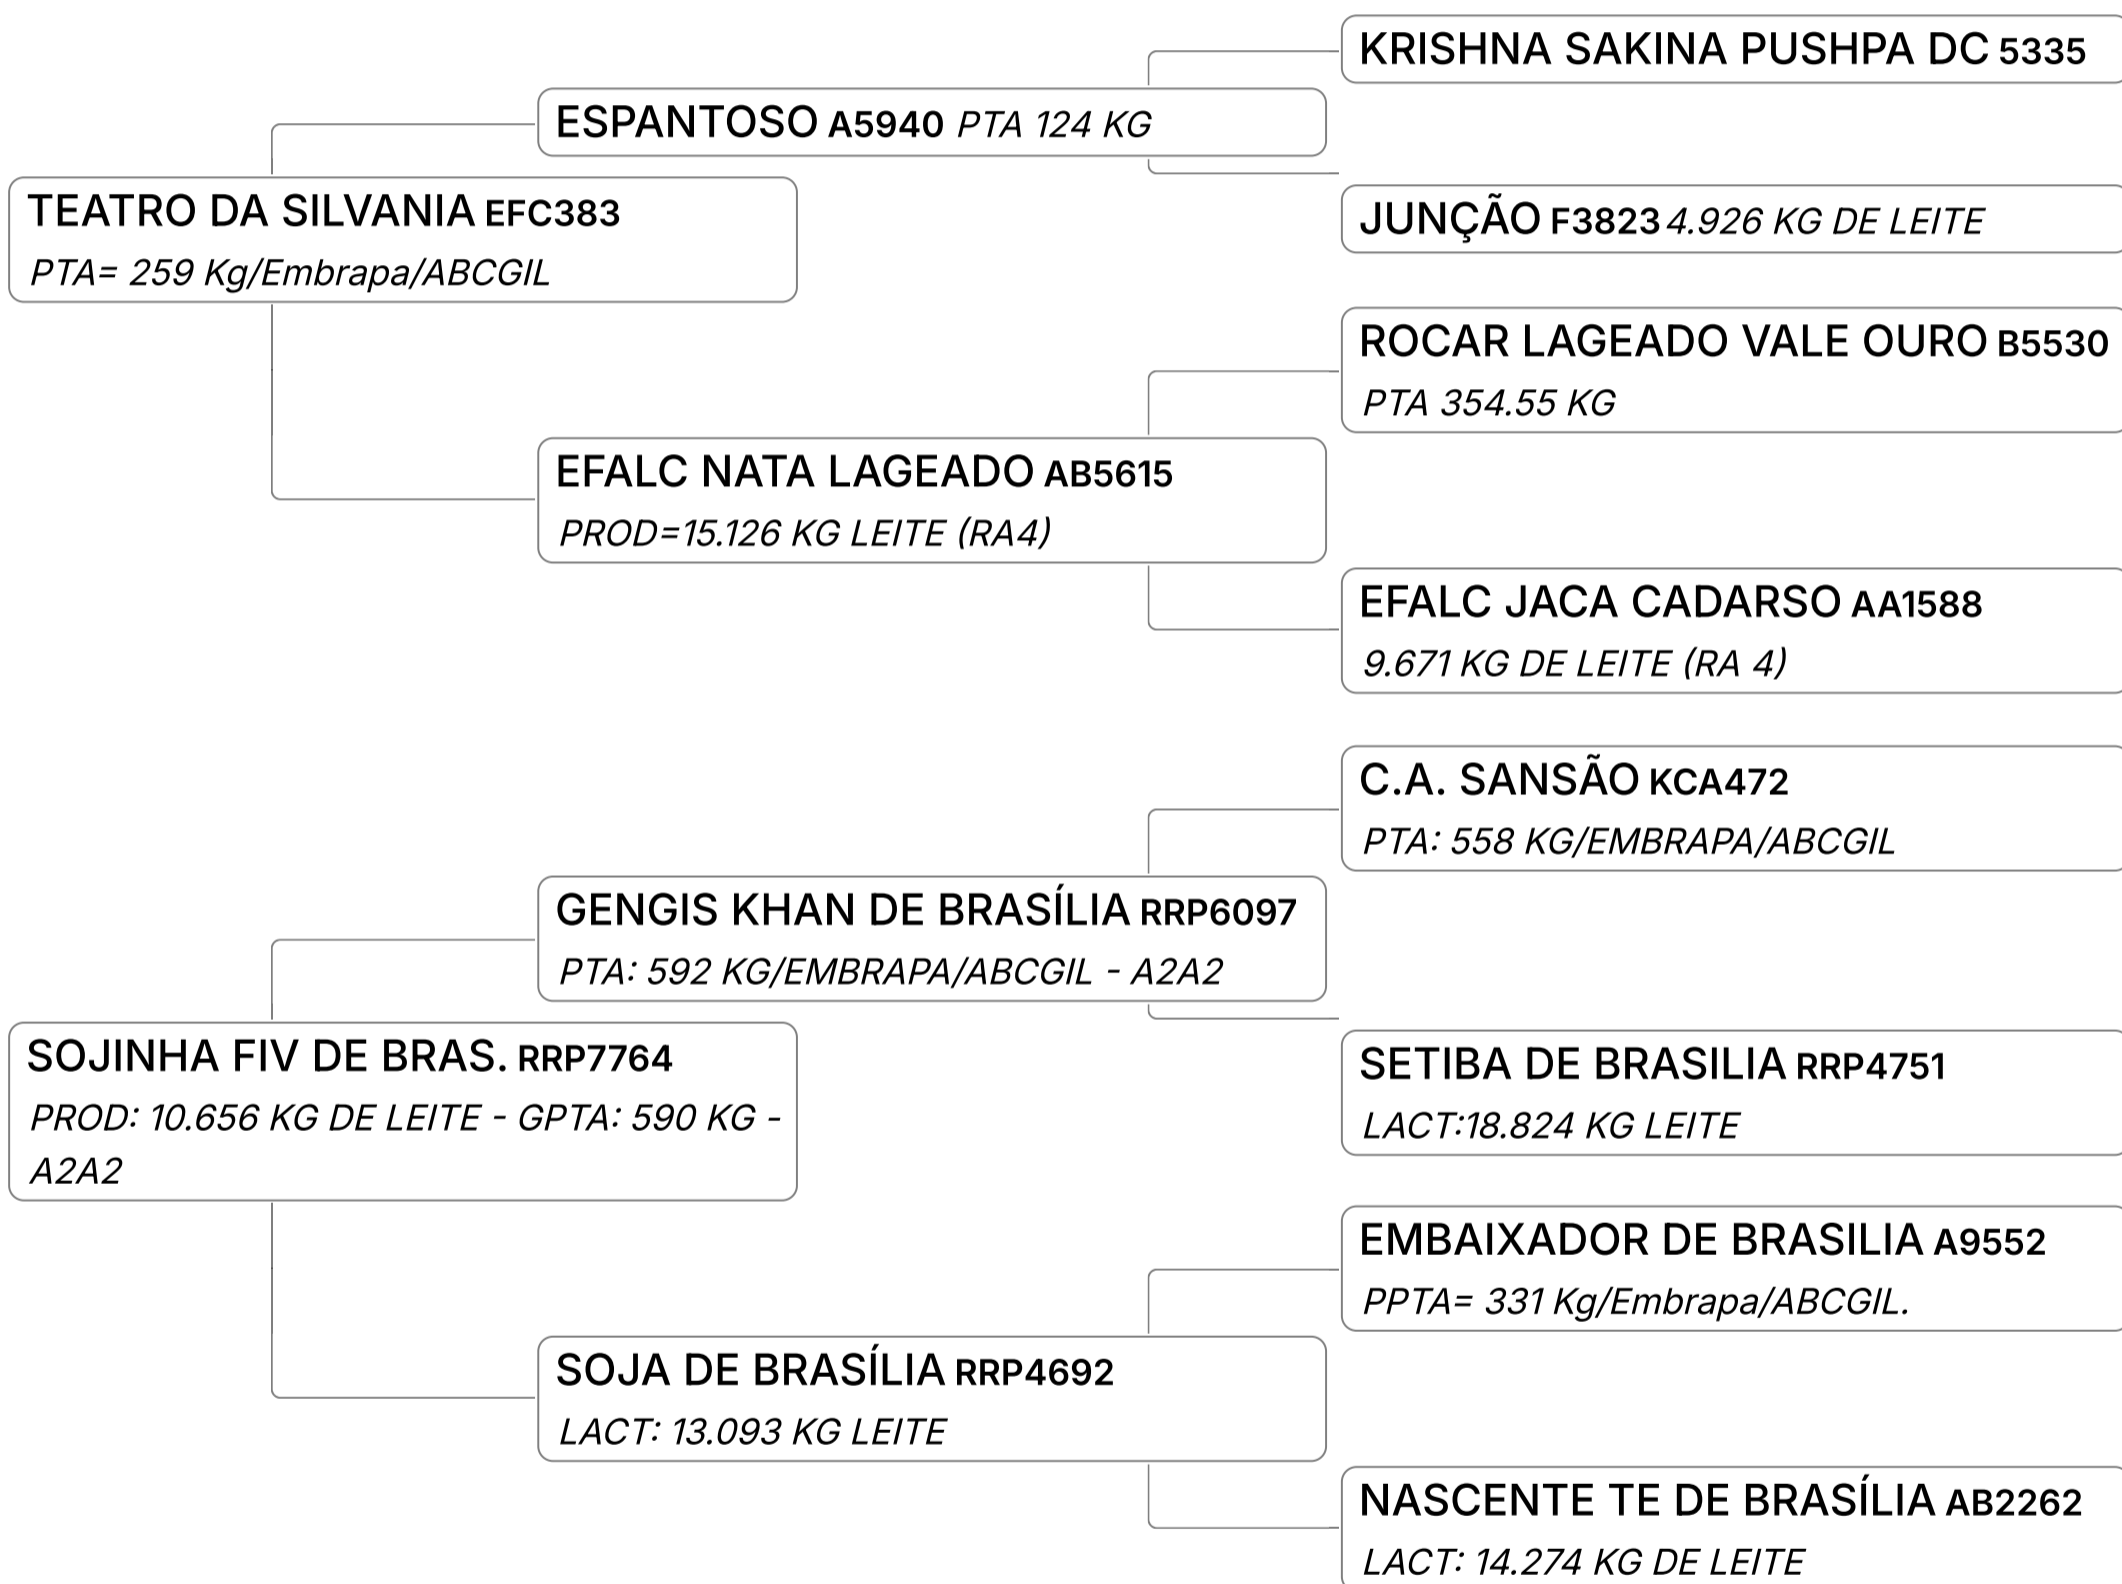 KRISHNA SAKINA PUSHPA DC 5335
ESPANTOSO A5940 PTA 124 KG
TEATRO DA SILVANIA EFC383
PTA= 259 Kg/Embrapa/ABCGIL
JUNÇÃO F3823 4.926 KG DE LEITE
ROCAR LAGEADO VALE OURO B5530
PTA 354.55 KG
EFALC NATA LAGEADO AB5615
PROD=15.126 KG LEITE (RA4)
EFALC JACA CADARSO AA1588
9.671 KG DE LEITE (RA 4)
C.A. SANSÃO KCA472
PTA: 558 KG/EMBRAPA/ABCGIL
GENGIS KHAN DE BRASÍLIA RRP6097
PTA: 592 KG/EMBRAPA/ABCGIL - A2A2
SOJINHA FIV DE BRAS. RRP7764
PROD: 10.656 KG DE LEITE - GPTA: 590 KG -
A2A2
SETIBA DE BRASILIA RRP4751
LACT:18.824 KG LEITE
EMBAIXADOR DE BRASILIA A9552
PPTA= 331 Kg/Embrapa/ABCGIL.
SOJA DE BRASÍLIA RRP4692
LACT: 13.093 KG LEITE
NASCENTE TE DE BRASÍLIA AB2262
LACT: 14.274 KG DE LEITE